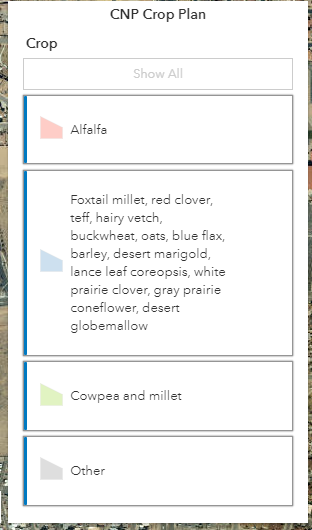 CNP Crop Plan
Crop
Show All
Alfalfa
Foxtail millet, red clover,
teff, hairy vetch,
buckwheat, oats, blue flax,
barley, desert marigold,
lance leaf coreopsis, white
prairie clover, gray prairie
coneflower, desert
globemallow
Cowpea and millet
Other